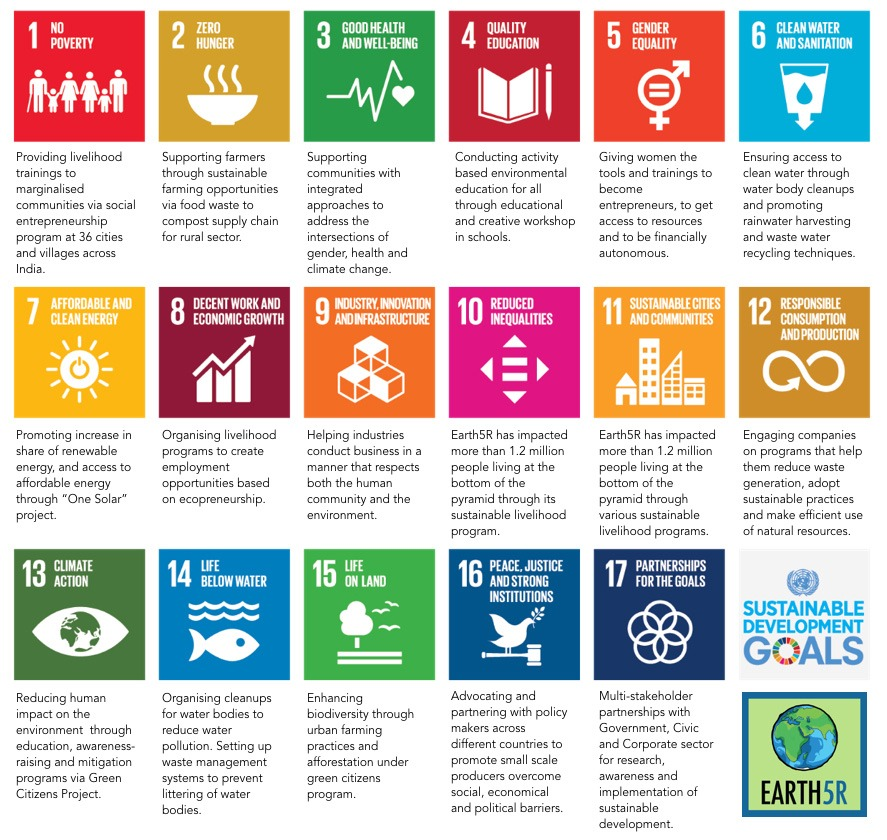 1 NO
POVERTY
Providing livelihood
trainings to
marginalised
communities via social
entrepreneurship
program at 36 cities
and villages across
India.
2 ZERO
HUNGER
Supporting farmers
through sustainable
farming opportunities
via food waste to
compost supply chain
for rural sector.
3 GOOD HEALTH
AND WELL-BEING
Supporting
communities with
integrated
approaches to
address the
intersections of
gender, health and
climate change.
4 QUALITY
EDUCATION
Conducting activity
based environmental
education for all
through educational
and creative workshop
in schools.
5 GENDER
EQUALITY
Giving women the
tools and trainings to
become
entrepreneurs, to get
access to resources
and to be financially
autonomous.
6 CLEAN WATER
AND SANITATION
Ensuring access to
clean water through
water body cleanups
and promoting
rainwater harvesting
and waste water
recycling techniques.
7 AFFORDABLE AND
CLEAN ENERGY
Promoting increase in
share of renewable
energy, and access to
affordable energy
through “One Solar”
project.
8 DECENT WORK AND
ECONOMIC GROWTH
Organising livelihood
programs to create
employment
opportunities based
on ecopreneurship.
9 INDUSTRY, INNOVATION
AND INFRASTRUCTURE
Helping industries
conduct business in a
manner that respects
both the human
community and the
environment.
10 REDUCED
INEQUALITIES
Earth5R has impacted
more than 1.2 million
people living at the
bottom of the
pyramid through its
sustainable livelihood
program.
11 SUSTAINABLE CITIES
AND COMMUNITIES
Earth5R has impacted
more than 1.2 million
people living at the
bottom of the
pyramid through
various sustainable
livelihood programs.
12 RESPONSIBLE
CONSUMPTION
AND PRODUCTION
Engaging companies
on programs that help
them reduce waste
generation, adopt
sustainable practices
and make efficient use
of natural resources.
13 CLIMATE
ACTION
Reducing human
impact on the
environment through
education, awareness-
raising and mitigation
programs via Green
Citizens Project.
14 LIFE
BELOW WATER
Organising cleanups
for water bodies to
reduce water
pollution. Setting up
waste management
systems to prevent
littering of water
bodies.
15 LIFE
ON LAND
Enhancing
biodiversity through
urban farming
practices and
afforestation under
green citizens
program.
16 PEACE, JUSTICE
AND STRONG
INSTITUTIONS
Advocating and
partnering with policy
makers across
different countries to
promote small scale
producers overcome
social, economical
and political barriers.
17 PARTNERSHIPS
FOR THE GOALS
Multi-stakeholder
partnerships with
Government, Civic
and Corporate sector
for research,
awareness and
implementation of
sustainable
development.
SUSTAINABLE
DEVELOPMENT
GOALS
EARTH5R